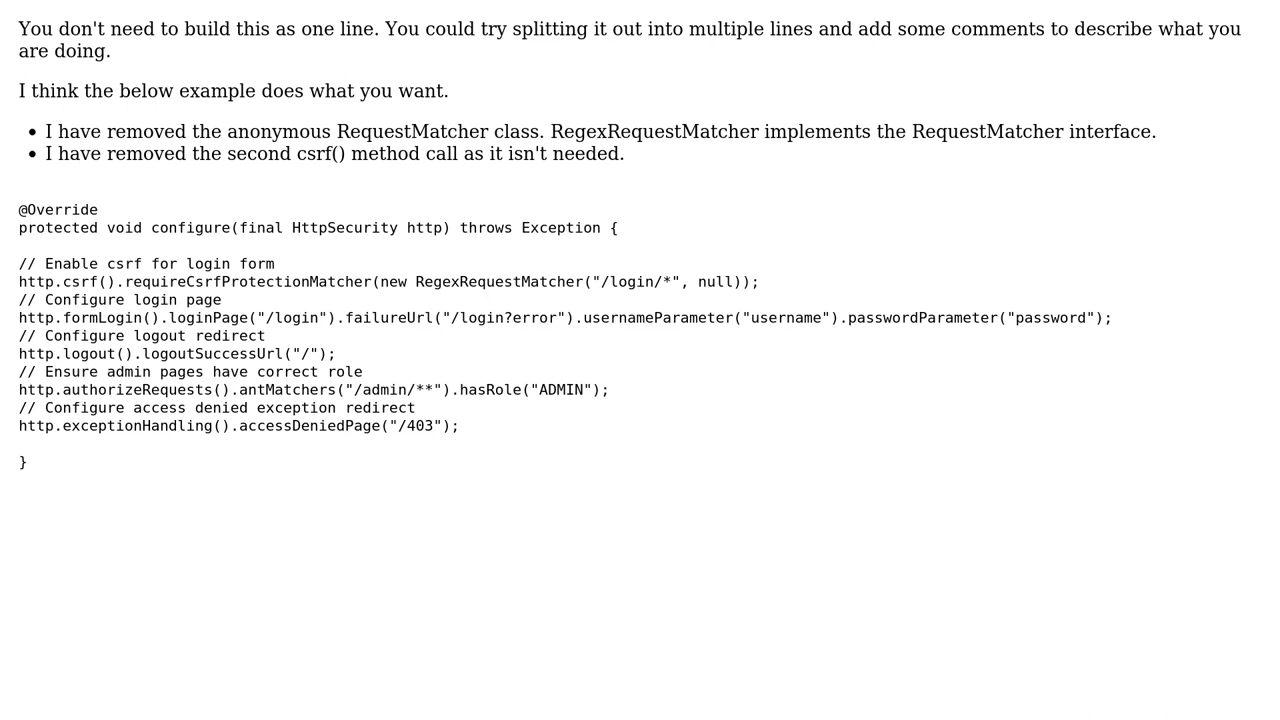 You don't need to build this as one line. You could try splitting it out into multiple lines and add some comments to describe what you
are doing.
I think the below example does what you want.
• I have removed the anonymous RequestMatcher class. RegexRequestMatcher implements the RequestMatcher interface.
• I have removed the second csrf() method call as it isn't needed.
@Override
protected void configure(final HttpSecurity http) throws Exception {
// Enable csrf for login form
http.csrf().requireCsrfProtectionMatcher(new RegexRequestMatcher("/login/*", null));
// Configure login page
http.formLogin().loginPage("/login").failureUrl("/login?error").usernameParameter("username").passwordParameter("password");
// Configure logout redirect
http.logout().logoutSuccessUrl("/");
// Ensure admin pages have correct role
http.authorizeRequests().antMatchers("/admin/**").hasRole("ADMIN");
// Configure access denied exception redirect
http.exceptionHandling().accessDeniedPage("/403");
}